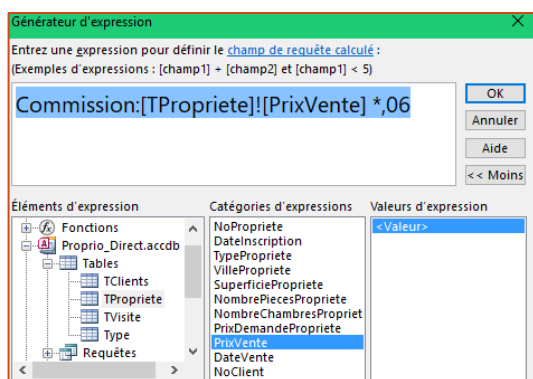 Générateur d'expression
Entrez une expression pour définir le champ de requête calculé :
(Exemples d'expressions : [champ1] + [champ2] et [champ1] < 5)
Commission:[TPropriete]![PrixVente] *,06
OK
Annuler
Aide
<< Moins
Éléments d'expression
Fonctions
Proprio_Direct.accdb
Tables
TClients
TPropriete
TVisite
Type
Requêtes
Catégories d'expressions
NoPropriete
DateInscription
TypePropriete
VillePropriete
SuperficiePropriete
NombrePiecesPropriete
NombreChambresPropriet
PrixDemandePropriete
PrixVente
DateVente
NoClient
Valeurs d'expression
<Valeur>